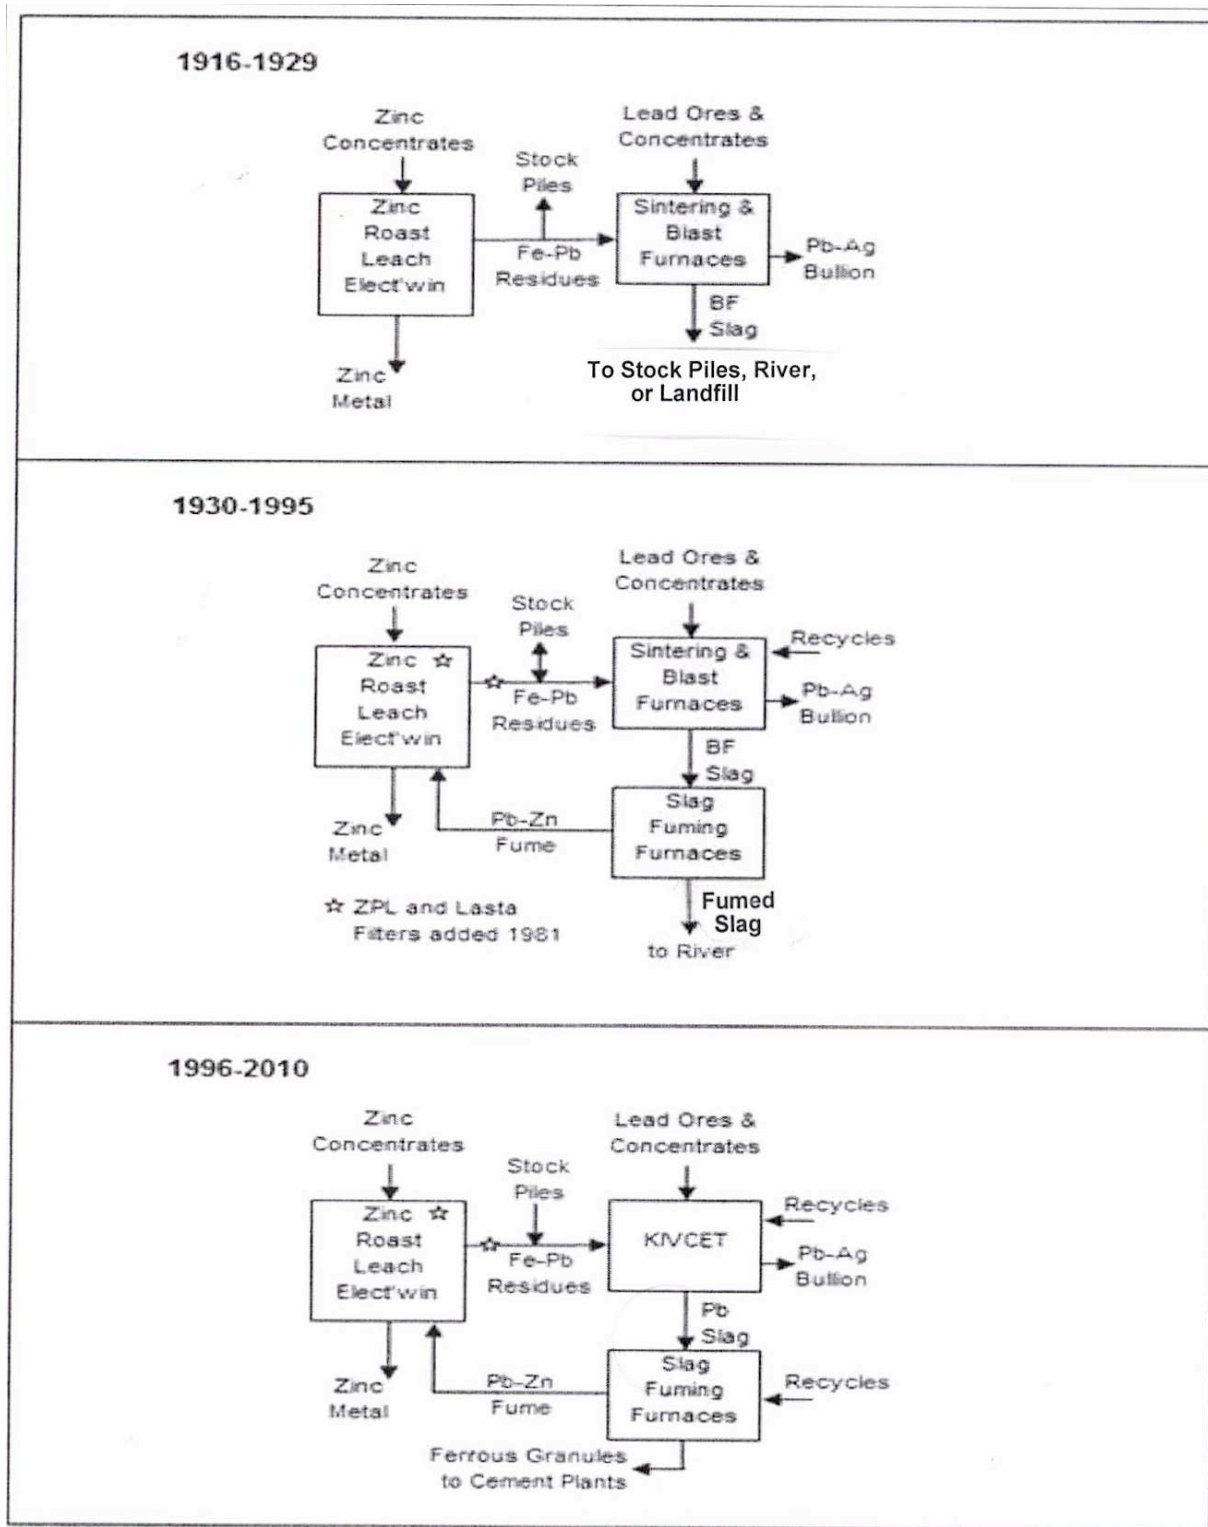 1916-1929
Zinc
Concentrates
Stock
Piles
Lead Ores &
Concentrates
Zinc
Roast
Leach
Elect'win
Fe-Pb
Residues
Sintering &
Blast
Furnaces
Pb-Ag
Bullion
BF
Slag
Zinc
Metal
To Stock Piles, River,
or Landfill
1930-1995
Zinc
Concentrates
Stock
Piles
Lead Ores &
Concentrates
Zinc ☆
Roast
Leach
Elect'win
☆
Fe-Pb
Residues
Sintering &
Blast
Furnaces
Recycles
Pb-Ag
Bullion
BF
Slag
Slag
Fuming
Furnaces
Pb-Zn
Fume
Zinc
Metal
☆ ZPL and Lasta
Filters added 1981
Fumed
Slag
to River
1996-2010
Zinc
Concentrates
Stock
Piles
Lead Ores &
Concentrates
Zinc ☆
Roast
Leach
Elect'win
☆
Fe-Pb
Residues
KIVCET
Recycles
Pb-Ag
Bullion
Pb
Slag
Slag
Fuming
Furnaces
Recycles
Pb-Zn
Fume
Zinc
Metal
Ferrous Granules
to Cement Plants